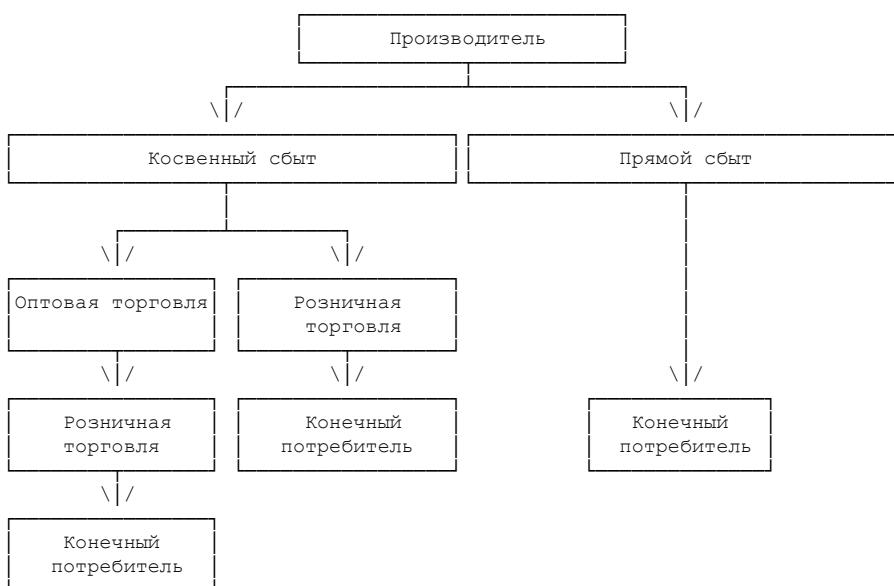 Производитель
Косвенный сбыт
Прямой сбыт
Оптовая торговля
Розничная
торговля
Розничная
торговля
Конечный
потребитель
Конечный
потребитель
Конечный
потребитель